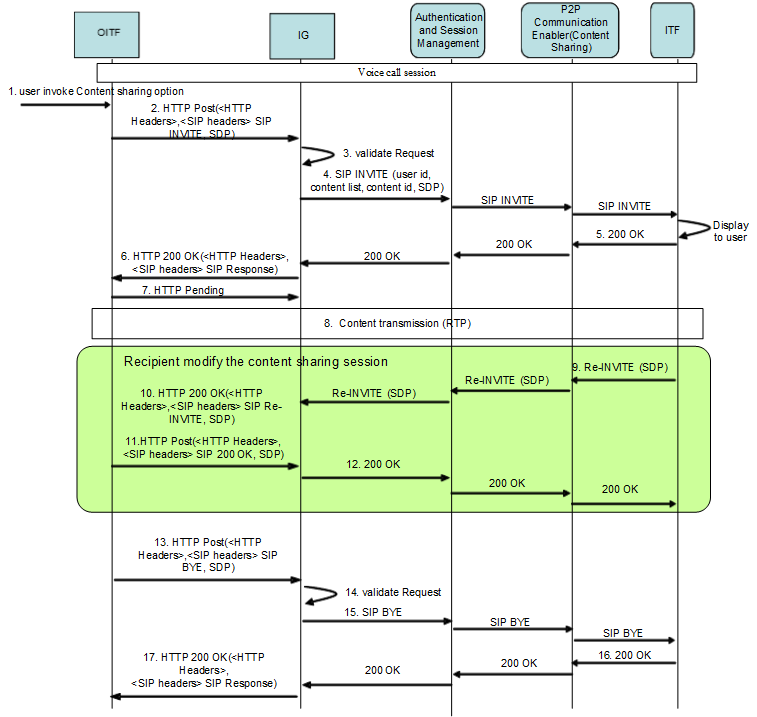 OITF
IG
Authentication
and Session
Management
P2P
Communication
Enabler(Content
Sharing)
ITF
Voice call session
1. user invoke Content sharing option
2. HTTP Post(<HTTP
Headers>,<SIP headers> SIP
INVITE, SDP)
3. validate Request
4. SIP INVITE (user id,
content list, content id, SDP)
SIP INVITE
SIP INVITE
Display
to user
5. 200 OK
200 OK
200 OK
6. HTTP 200 OK(<HTTP Headers>,
<SIP headers> SIP Response)
7. HTTP Pending
8. Content transmission (RTP)
Recipient modify the content sharing session
9. Re-INVITE (SDP)
Re-INVITE (SDP)
Re-INVITE (SDP)
10. HTTP 200 OK(<HTTP
Headers>,<SIP headers> SIP Re-
INVITE, SDP)
11.HTTP Post(<HTTP Headers>,
<SIP headers> SIP 200 OK, SDP)
12. 200 OK
200 OK
200 OK
13. HTTP Post(<HTTP
Headers>,<SIP headers> SIP
BYE, SDP)
14. validate Request
15. SIP BYE
SIP BYE
SIP BYE
16. 200 OK
200 OK
200 OK
17. HTTP 200 OK(<HTTP
Headers>,
<SIP headers> SIP Response)